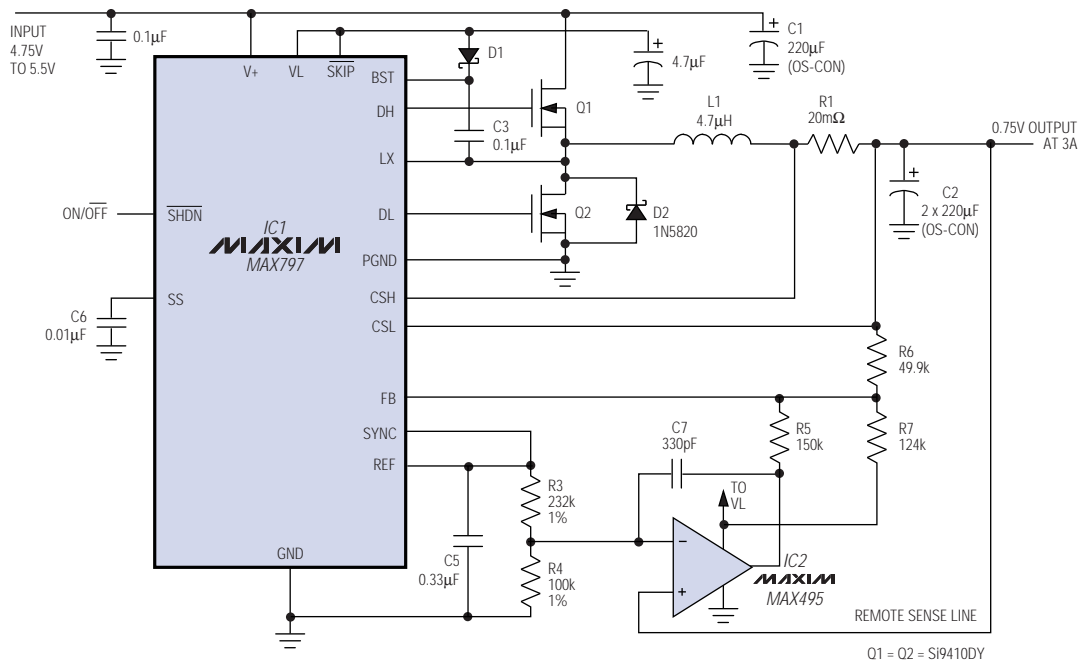 INPUT
4.75V
TO 5.5V
0.1µF
C1
220µF
(OS-CON)
4.7µF
D1
V+
VL
SKIP
BST
DH
Q1
C3
0.1µF
L1
4.7µH
R1
20mΩ
0.75V OUTPUT
AT 3A
LX
C2
2 x 220µF
(OS-CON)
ON/OFF
SHDN
DL
Q2
D2
1N5820
IC1
MAXIM
MAX797
PGND
SS
CSH
C6
0.01µF
CSL
R6
49.9k
FB
R5
150k
R7
124k
SYNC
C7
330pF
REF
TO
VL
R3
232k
1%
GND
C5
0.33µF
R4
100k
1%
–
+
IC2
MAXIM
MAX495
REMOTE SENSE LINE
Q1 = Q2 = Si9410DY